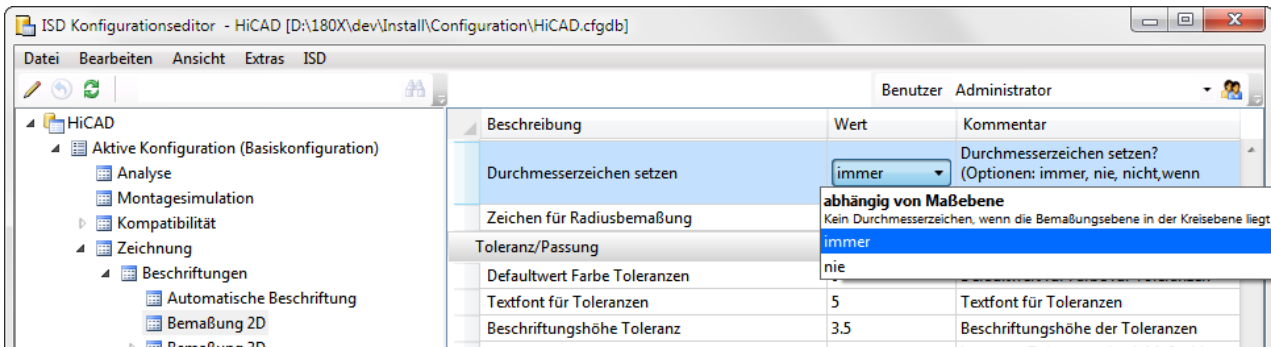 ISD Konfigurationseditor - HiCAD [D:\180X\dev\Install\Configuration\HiCAD.cfgdb]
Datei Bearbeiten Ansicht Extras ISD
Benutzer Administrator
HiCAD
Aktive Konfiguration (Basiskonfiguration)
Analyse
Montagesimulation
Kompatibilität
Zeichnung
Beschriftungen
Automatische Beschriftung
Bemaßung 2D
Bemaßung 3D
Beschreibung Wert Kommentar
Durchmesserzeichen setzen immer Durchmesserzeichen setzen?
(Optionen: immer, nie, nicht,wenn
abhängig von Maßebene
Kein Durchmesserzeichen, wenn die Bemaßungsebene in der Kreisebene liegt
immer
nie
Zeichen für Radiusbemaßung
Toleranz/Passung
Defaultwert Farbe Toleranzen
Textfont für Toleranzen 5 Textfont für Toleranzen
Beschriftungshöhe Toleranz 3.5 Beschriftungshöhe der Toleranzen